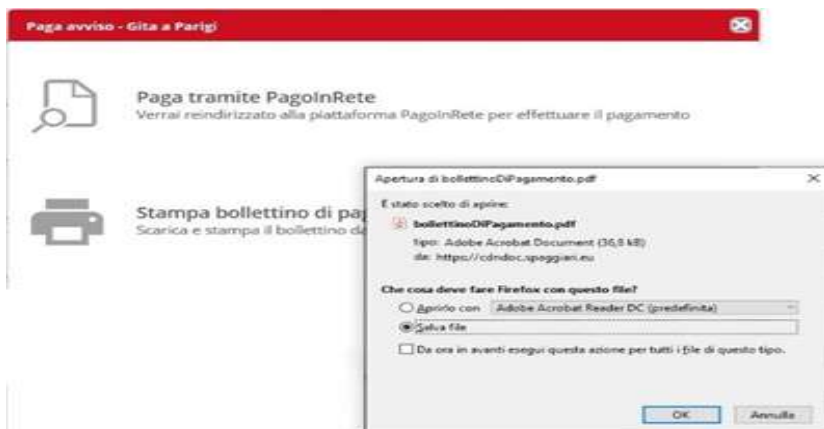 Paga avviso - Gita a Parigi
Paga tramite PagoInRete
Verrai reindirizzato alla piattaforma PagoInRete per effettuare il pagamento
Stampa bollettino di pa
Scarica e stampa il bollettino da
Apertura di bollettinoDiPagamento.pdf
È stato scelto di aprire:
bollettinoDiPagamento.pdf
tipo: Adobe Acrobat Document (36,8 kB)
da: https://cdndoc.spaggiari.eu
Che cosa deve fare Firefox con questo file?
Aprirlo con Adobe Acrobat Reader DC (predefinita)
Salva file
Da ora in avanti esegui questa azione per tutti i file di questo tipo.
OK Annulla